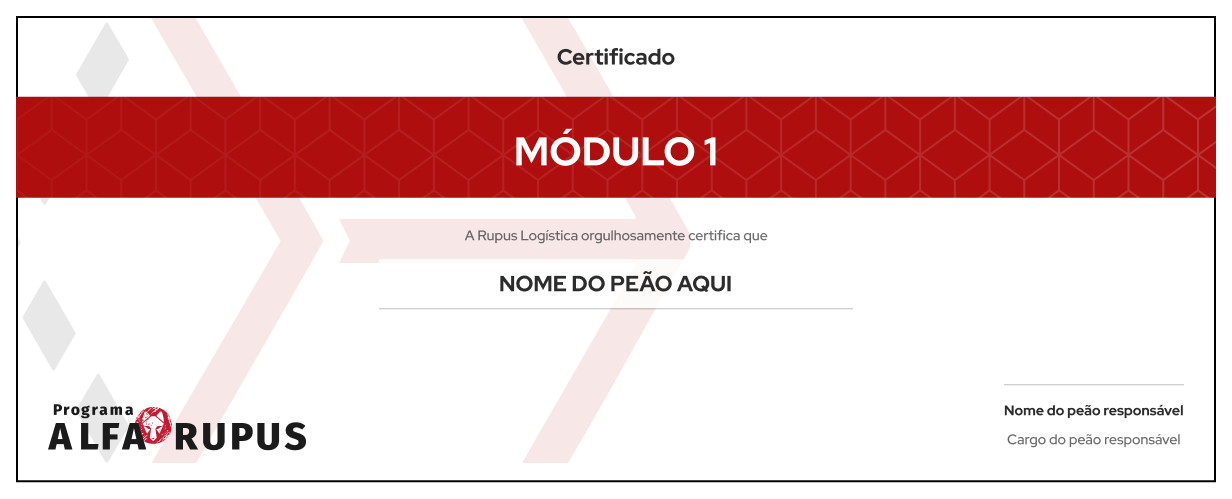 Certificado
MÓDULO 1
A Rupus Logística orgulhosamente certifica que
NOME DO PEÃO AQUI
Programa
ALFA RUPUS
Nome do peão responsável
Cargo do peão responsável